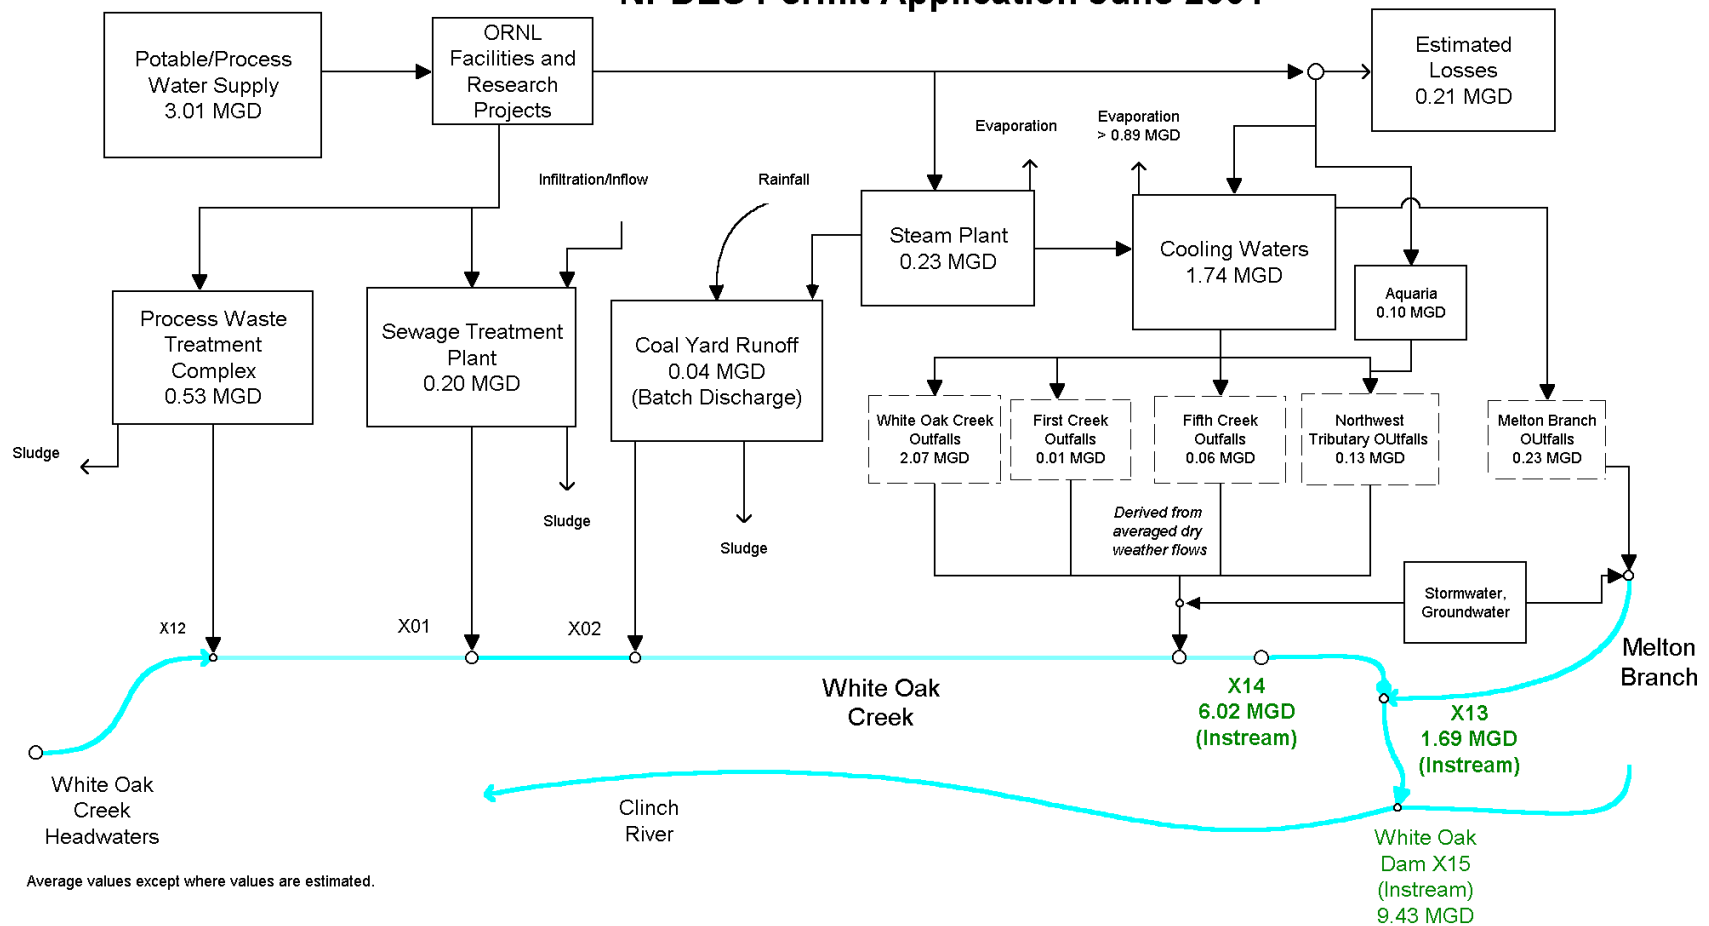 Potable/Process
Water Supply
3.01 MGD
ORNL
Facilities and
Research
Projects
Estimated
Losses
0.21 MGD
Evaporation
Evaporation
> 0.89 MGD
Infiltration/Inflow
Rainfall
Steam Plant
0.23 MGD
Cooling Waters
1.74 MGD
Aquaria
0.10 MGD
Process Waste
Treatment
Complex
0.53 MGD
Sewage Treatment
Plant
0.20 MGD
Coal Yard Runoff
0.04 MGD
(Batch Discharge)
White Oak Creek
Outfalls
2.07 MGD
First Creek
Outfalls
0.01 MGD
Fifth Creek
Outfalls
0.06 MGD
Northwest
Tributary OUtfalls
0.13 MGD
Melton Branch
OUtfalls
0.23 MGD
Sludge
Sludge
Sludge
Derived from
averaged dry
weather flows
Stormwater,
Groundwater
X12
X01
X02
White Oak
Creek
X14
6.02 MGD
(Instream)
X13
1.69 MGD
(Instream)
Melton
Branch
White Oak
Creek
Headwaters
Clinch
River
White Oak
Dam X15
(Instream)
9.43 MGD
Average values except where values are estimated.